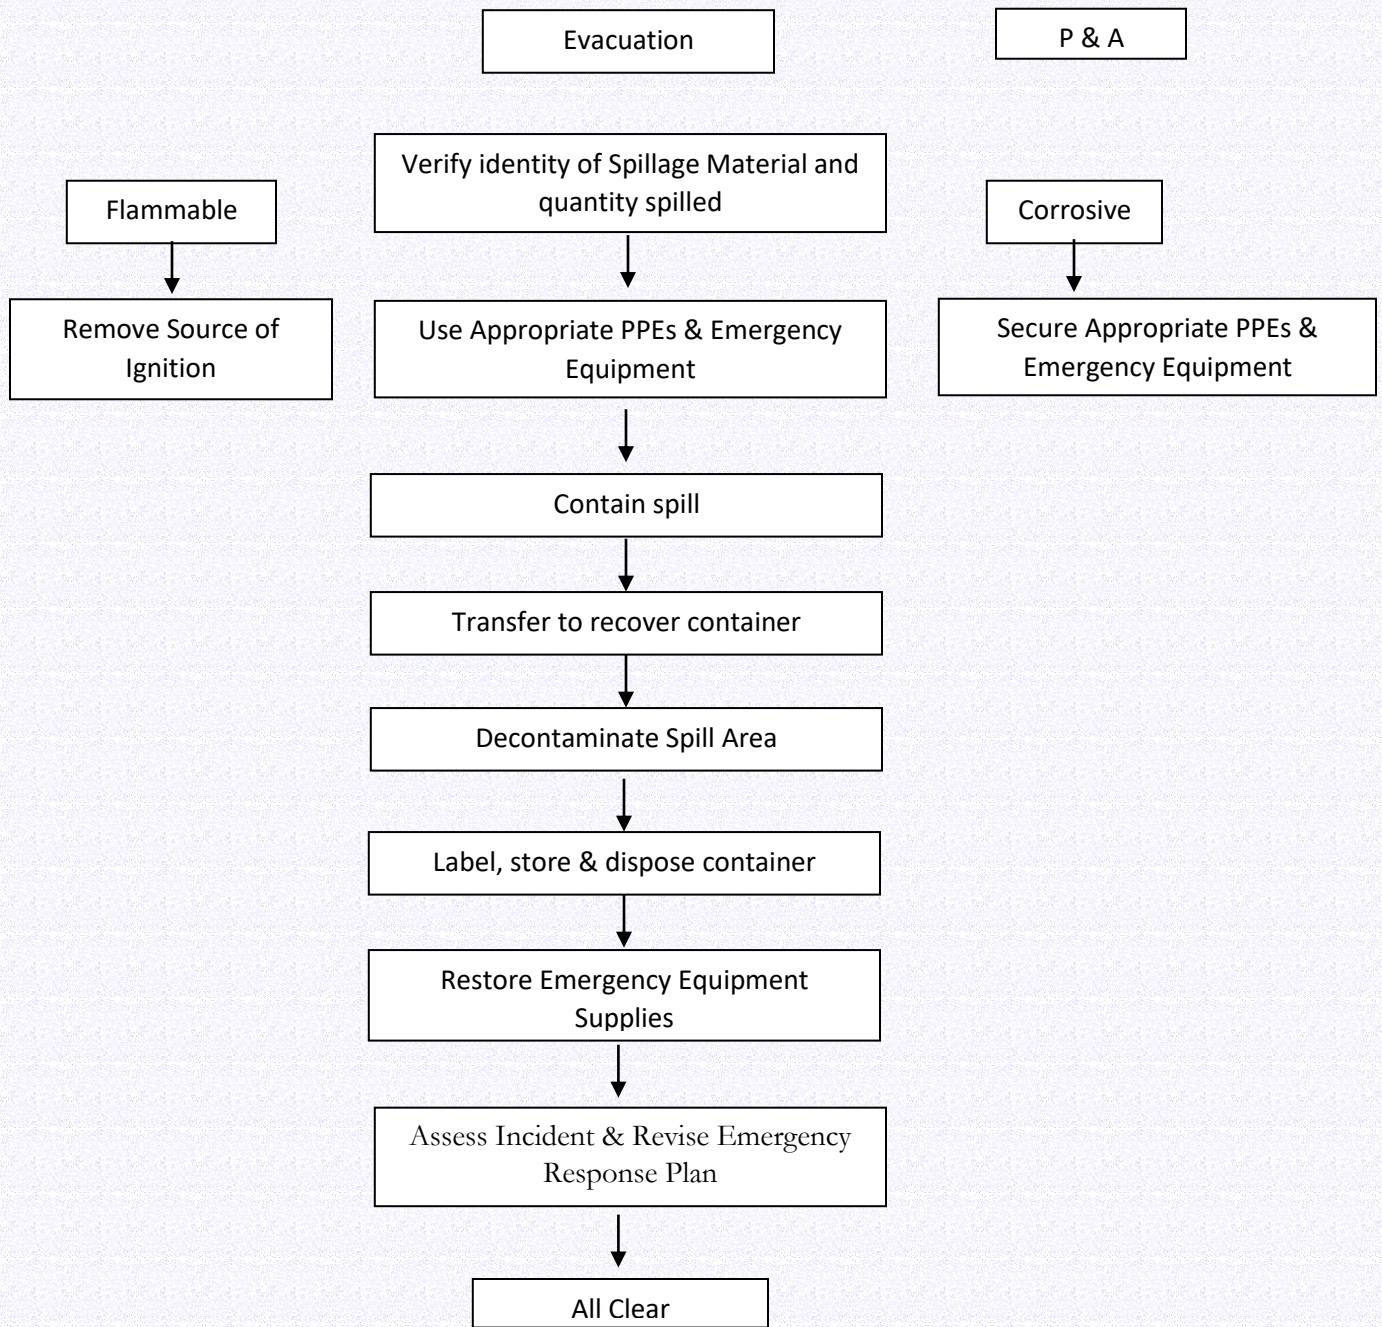 Evacuation
P & A
Verify identity of Spillage Material and
quantity spilled
Flammable
Corrosive
Remove Source of
Ignition
Use Appropriate PPEs & Emergency
Equipment
Secure Appropriate PPEs &
Emergency Equipment
Contain spill
Transfer to recover container
Decontaminate Spill Area
Label, store & dispose container
Restore Emergency Equipment
Supplies
Assess Incident & Revise Emergency
Response Plan
All Clear